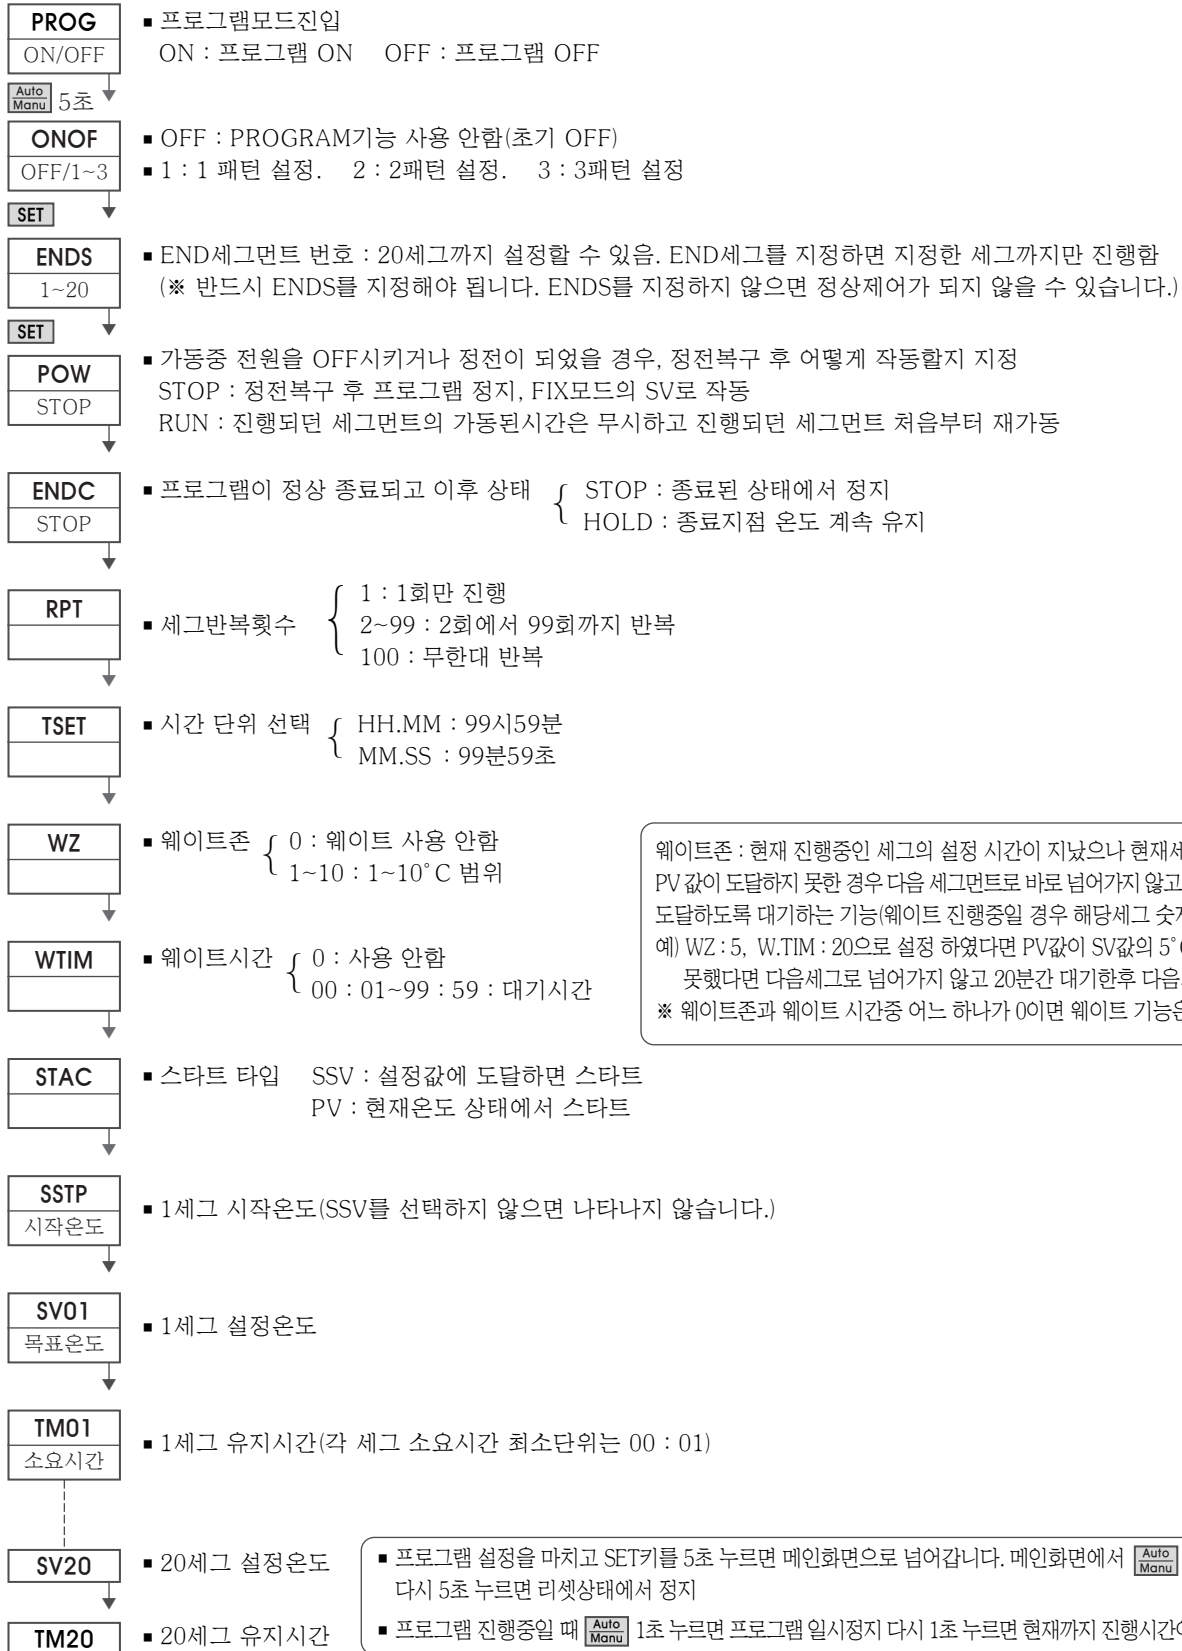 PROG
ON/OFF
▪ 프로그램모드진입
ON : 프로그램 ON OFF : 프로그램 OFF
Auto
Manu 5초
ONOF
OFF/1~3
▪ OFF : PROGRAM기능 사용 안함(초기 OFF)
▪ 1 : 1 패턴 설정. 2 : 2패턴 설정. 3 : 3패턴 설정
SET
ENDS
1~20
▪ END세그먼트 번호 : 20세그까지 설정할 수 있음. END세그를 지정하면 지정한 세그까지만 진행함
(※ 반드시 ENDS를 지정해야 됩니다. ENDS를 지정하지 않으면 정상제어가 되지 않을 수 있습니다.)
SET
POW
STOP
▪ 가동중 전원을 OFF시키거나 정전이 되었을 경우, 정전복구 후 어떻게 작동할지 지정
STOP : 정전복구 후 프로그램 정지, FIX모드의 SV로 작동
RUN : 진행되던 세그먼트의 가동된시간은 무시하고 진행되던 세그먼트 처음부터 재가동
ENDC
STOP
▪ 프로그램이 정상 종료되고 이후 상태
STOP : 종료된 상태에서 정지
HOLD : 종료지점 온도 계속 유지
RPT
▪ 세그반복횟수
1 : 1회만 진행
2~99 : 2회에서 99회까지 반복
100 : 무한대 반복
TSET
▪ 시간 단위 선택
HH.MM : 99시59분
MM.SS : 99분59초
WZ
▪ 웨이트존
0 : 웨이트 사용 안함
1~10 : 1~10°C 범위
WTIM
▪ 웨이트시간
0 : 사용 안함
00 : 01~99 : 59 : 대기시간
웨이트존 : 현재 진행중인 세그의 설정 시간이 지났으나 현재세
PV 값이 도달하지 못한 경우 다음 세그먼트로 바로 넘어가지 않고
도달하도록 대기하는 기능(웨이트 진행중일 경우 해당세그 숫자
예) WZ : 5, W.TIM : 20으로 설정 하였다면 PV값이 SV값의 5°
못했다면 다음세그로 넘어가지 않고 20분간 대기한후 다음
※ 웨이트존과 웨이트 시간중 어느 하나가 0이면 웨이트 기능은
STAC
▪ 스타트 타입 SSV : 설정값에 도달하면 스타트
PV : 현재온도 상태에서 스타트
SSTP
시작온도
▪ 1세그 시작온도(SSV를 선택하지 않으면 나타나지 않습니다.)
SV01
목표온도
▪ 1세그 설정온도
TM01
소요시간
▪ 1세그 유지시간(각 세그 소요시간 최소단위는 00 : 01)
SV20
▪ 20세그 설정온도
TM20
▪ 20세그 유지시간
▪ 프로그램 설정을 마치고 SET키를 5초 누르면 메인화면으로 넘어갑니다. 메인화면에서 Auto Manu
다시 5초 누르면 리셋상태에서 정지
▪ 프로그램 진행중일 때 Auto Manu 1초 누르면 프로그램 일시정지 다시 1초 누르면 현재까지 진행시간